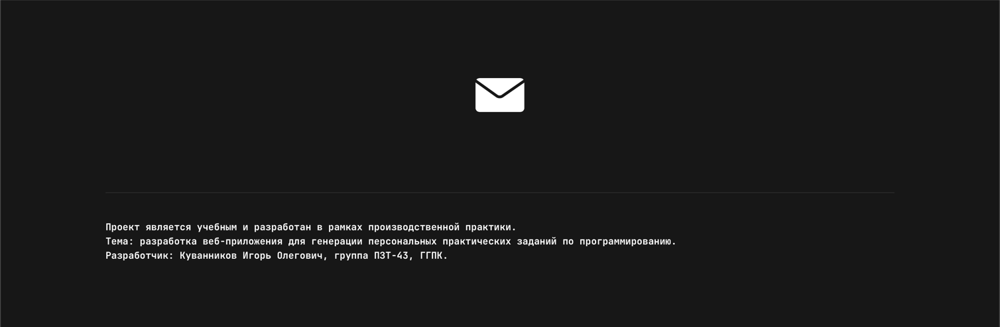 Проект является учебным и разработан в рамках производственной практики.
Тема: разработка веб-приложения для генерации персональных практических заданий по программированию.
Разработчик: Куванников Игорь Олегович, группа ПЗТ-43, ГГПК.